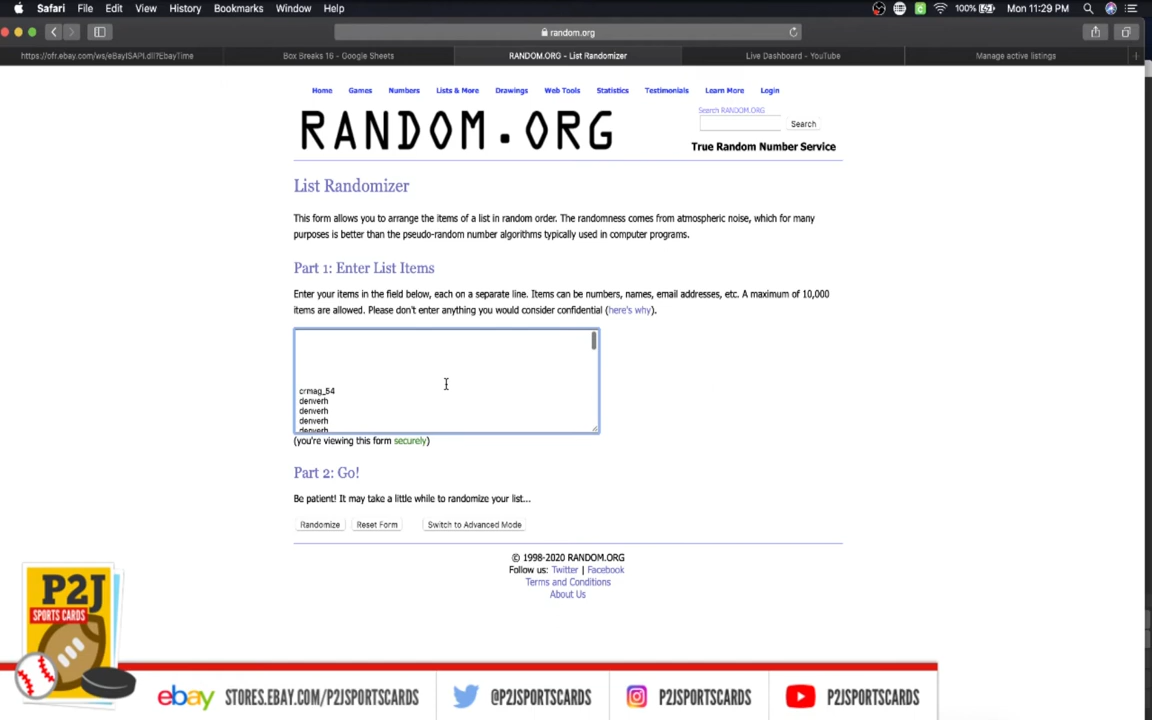 Safari File Edit View History Bookmarks Window Help 100% Mon 11:29 PM
random.org
https://ofr.ebay.com/ws/eBayISAPI.dll?EbayTime Box Breaks 16 - Google Sheets RANDOM.ORG - List Randomizer Live Dashboard - YouTube Manage active listings
Home Games Numbers Lists & More Drawings Web Tools Statistics Testimonials Learn More Login
Search RANDOM.ORG
RANDOM.ORG
Search
True Random Number Service
List Randomizer
This form allows you to arrange the items of a list in random order. The randomness comes from atmospheric noise, which for many
purposes is better than the pseudo-random number algorithms typically used in computer programs.
Part 1: Enter List Items
Enter your items in the field below, each on a separate line. Items can be numbers, names, email addresses, etc. A maximum of 10,000
items are allowed. Please don't enter anything you would consider confidential (here's why).
crmag_54
denverh
denverh
denverh
denverh
(you're viewing this form securely)
Part 2: Go!
Be patient! It may take a little while to randomize your list...
Randomize Reset Form Switch to Advanced Mode
© 1998-2020 RANDOM.ORG
Follow us: Twitter | Facebook
Terms and Conditions
About Us
P2J
SPORTS CARDS
ebay STORES.EBAY.COM/P2JSPORTSCARDS @P2JSPORTSCARDS P2JSPORTSCARDS P2JSPORTSCARDS